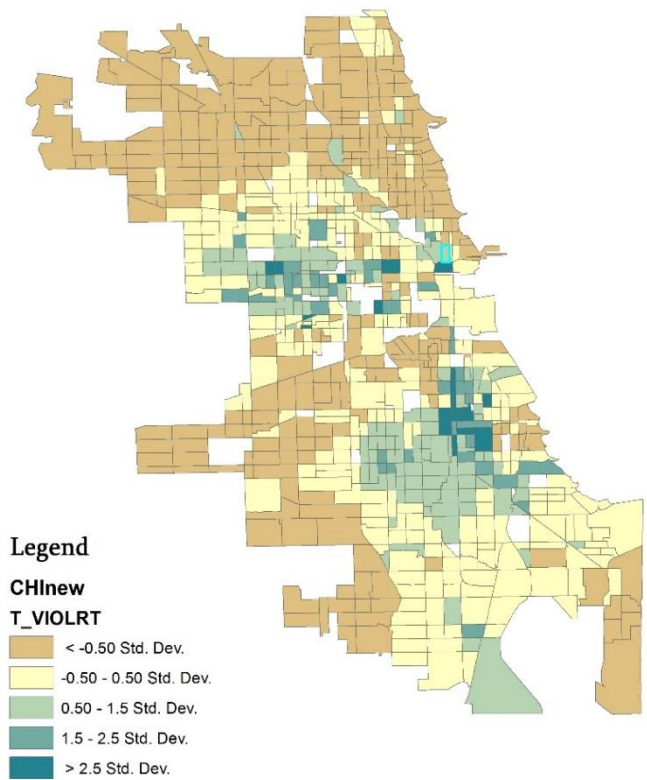 Legend
CHInew
T_VIOLRT
< -0.50 Std. Dev.
-0.50 - 0.50 Std. Dev.
0.50 - 1.5 Std. Dev.
1.5 - 2.5 Std. Dev.
> 2.5 Std. Dev.